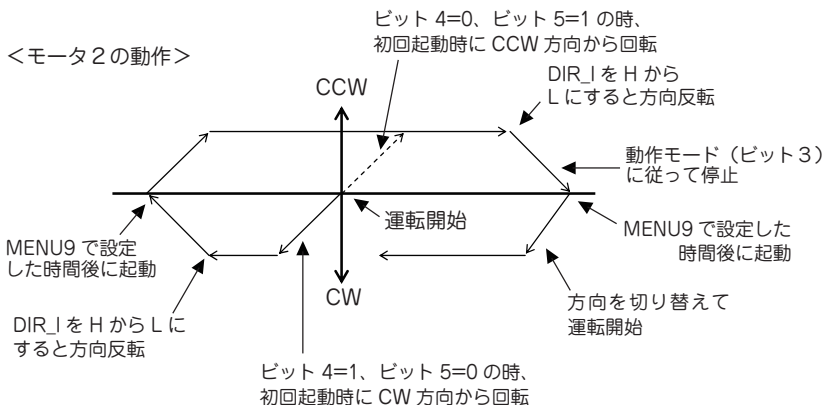 ビット 4=0、ビット 5=1 の時、
初回起動時に CCW 方向から回転
＜モータ２の動作＞
DIR_I を H から
L にすると方向反転
CCW
動作モード（ビット３）
に従って停止
運転開始
MENU9 で設定
した時間後に起動
MENU9 で設定した
時間後に起動
CW
方向を切り替えて
運転開始
DIR_I を H から L に
すると方向反転
ビット 4=1、ビット 5=0 の時、
初回起動時に CW 方向から回転